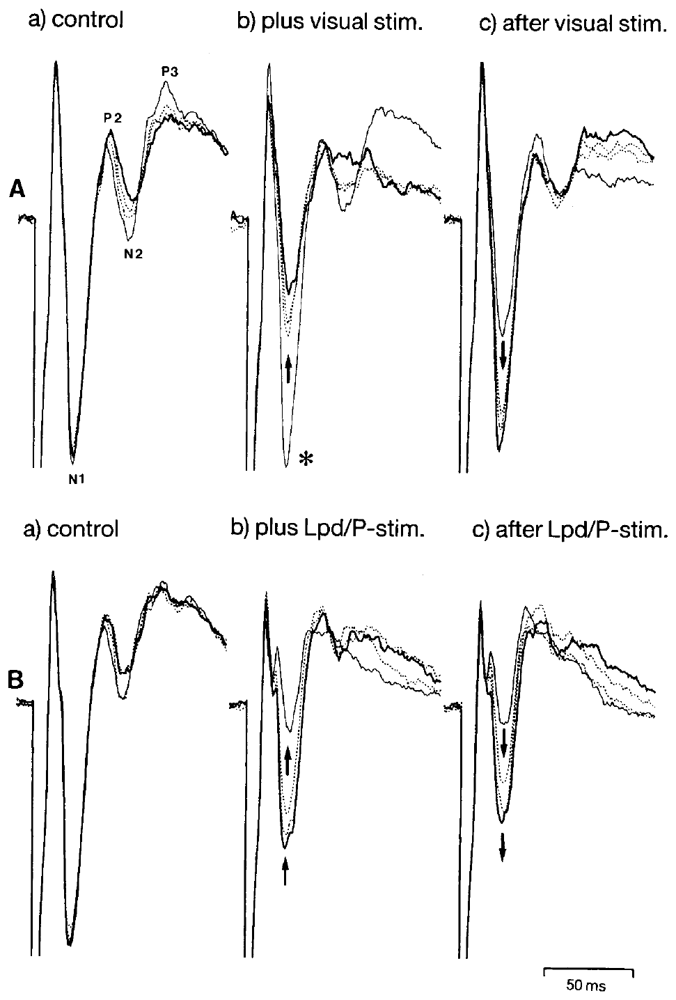 a) control b) plus visual stim. c) after visual stim.
P3
P2
A
N2
*
N1
a) control b) plus Lpd/P-stim. c) after Lpd/P-stim.
B
50 ms